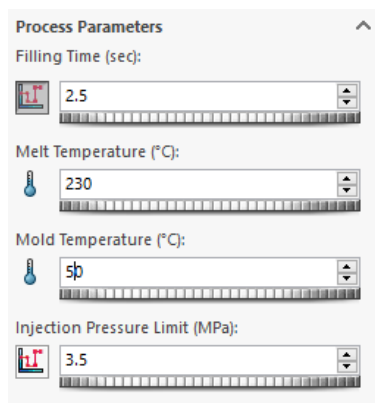 Process Parameters
Filling Time (sec):
2.5
Melt Temperature (°C):
230
Mold Temperature (°C):
50
Injection Pressure Limit (MPa):
3.5